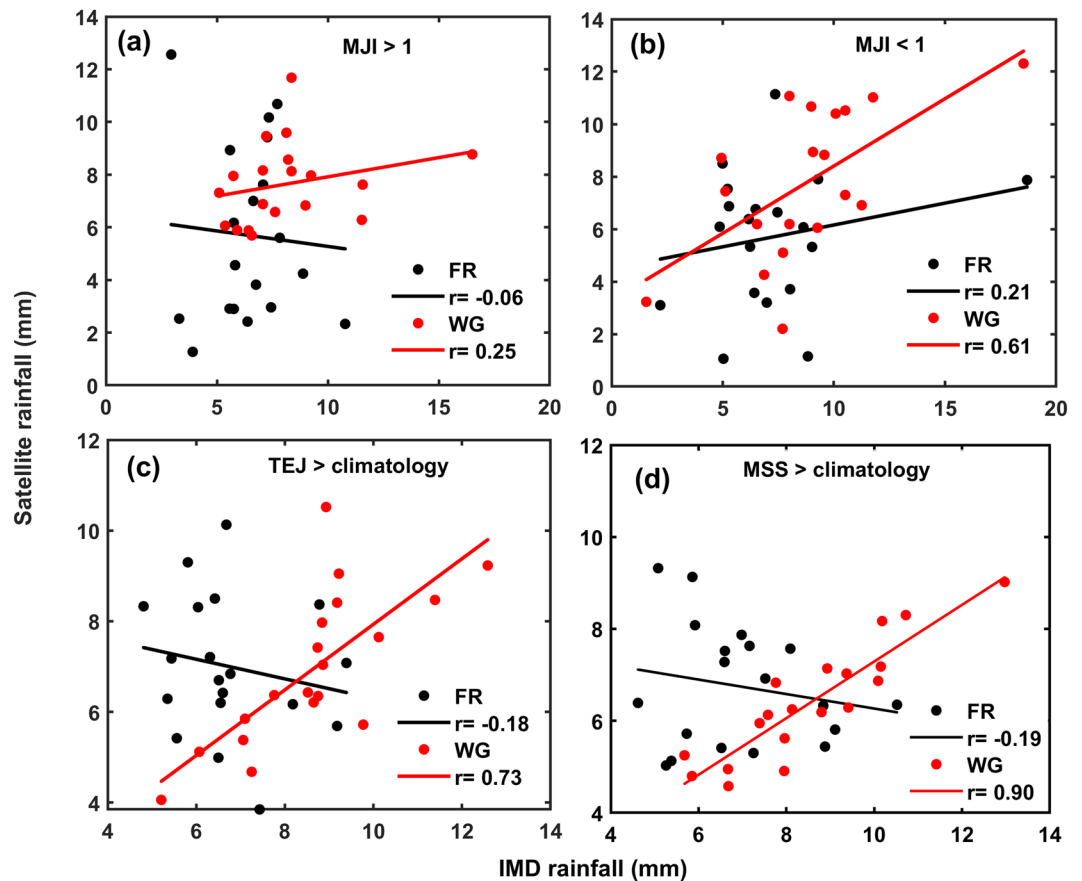 Satellite rainfall (mm)
(a)
MJI > 1
14
12
10
8
6
4
2
0
FR
r= -0.06
WG
r= 0.25
0 5 10 15 20
(b)
MJI < 1
14
12
10
8
6
4
2
0
FR
r= 0.21
WG
r= 0.61
0 5 10 15 20
(c)
TEJ > climatology
12
10
8
6
4
FR
r= -0.18
WG
r= 0.73
4 6 8 10 12 14
(d)
MSS > climatology
12
10
8
6
4
FR
r= -0.19
WG
r= 0.90
4 6 8 10 12 14
IMD rainfall (mm)